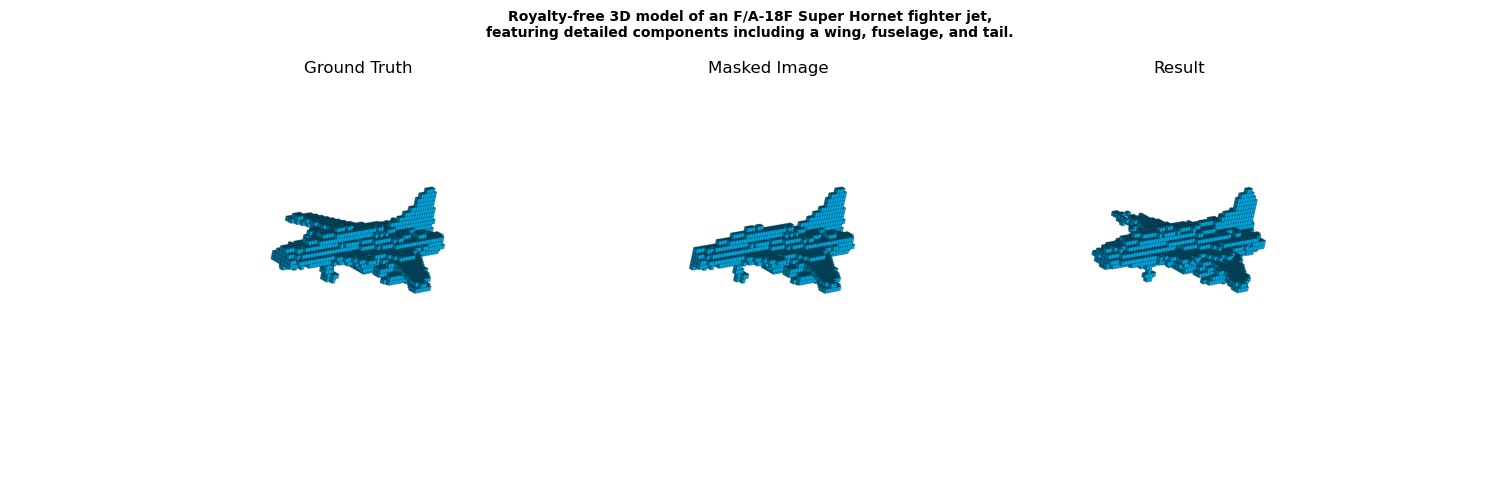 Royalty-free 3D model of an F/A-18F Super Hornet fighter jet,
featuring detailed components including a wing, fuselage, and tail.
Ground Truth
Masked Image
Result